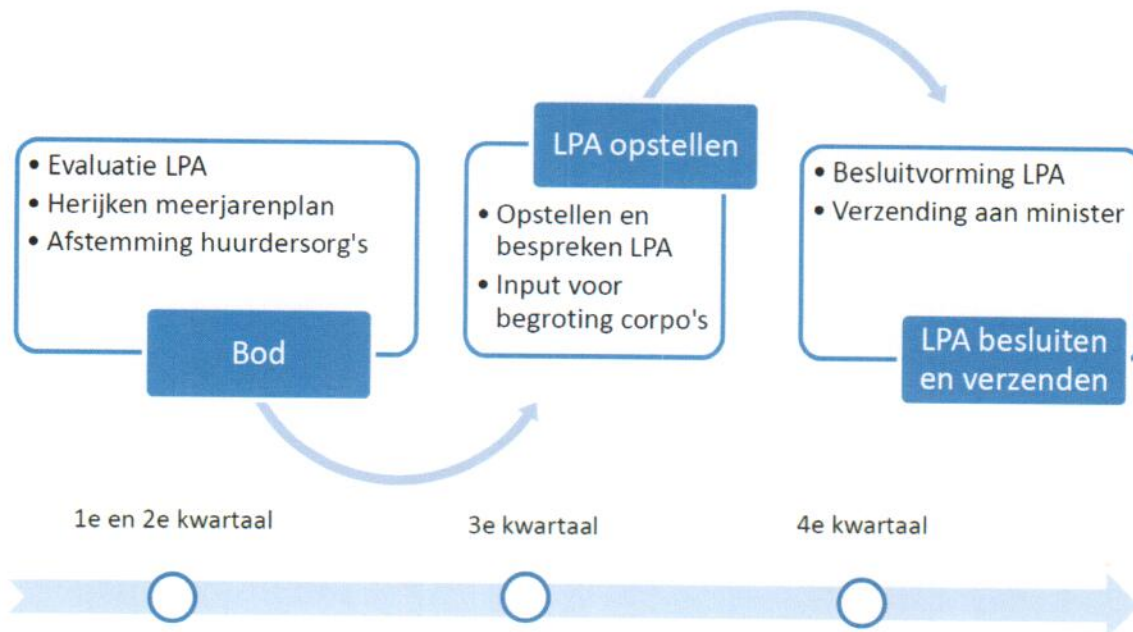 • Evaluatie LPA
• Herijken meerjarenplan
• Afstemming huurdersorg's
Bod
LPA opstellen
• Opstellen en
bespreken LPA
• Input voor
begroting corpo's
• Besluitvorming LPA
• Verzending aan minister
LPA besluiten
en verzenden
1e en 2e kwartaal
3e kwartaal
4e kwartaal